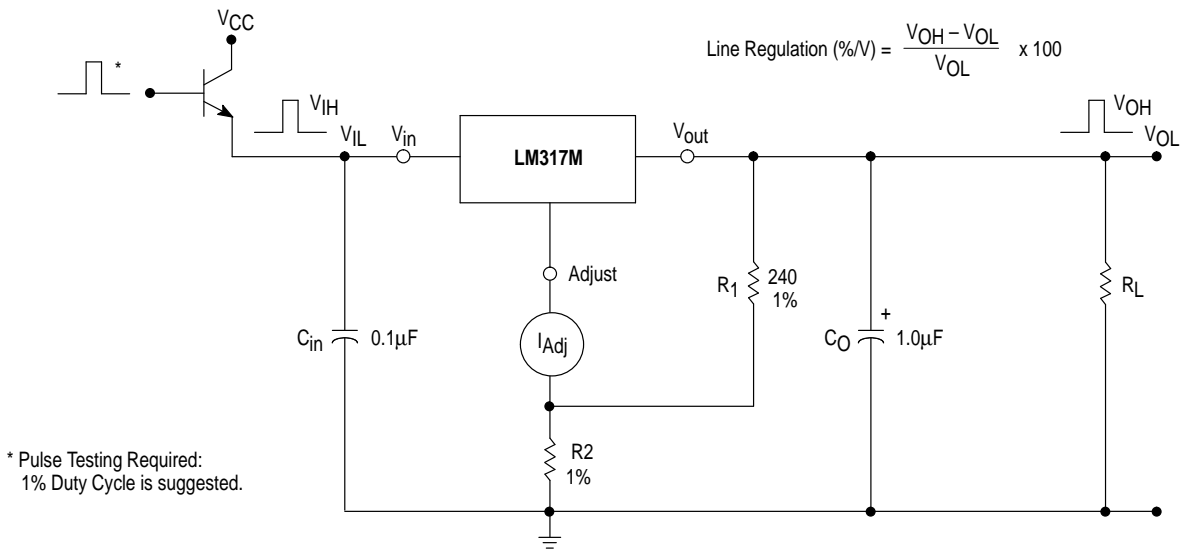 VCC
Line Regulation (%/V) = VOH – VOL / VOL x 100
*
VIH
VIL
Vin
LM317M
Vout
VOH
VOL
Adjust
R1
240
1%
RL
Cin
0.1µF
IAdj
+
CO
1.0µF
R2
1%
* Pulse Testing Required:
1% Duty Cycle is suggested.